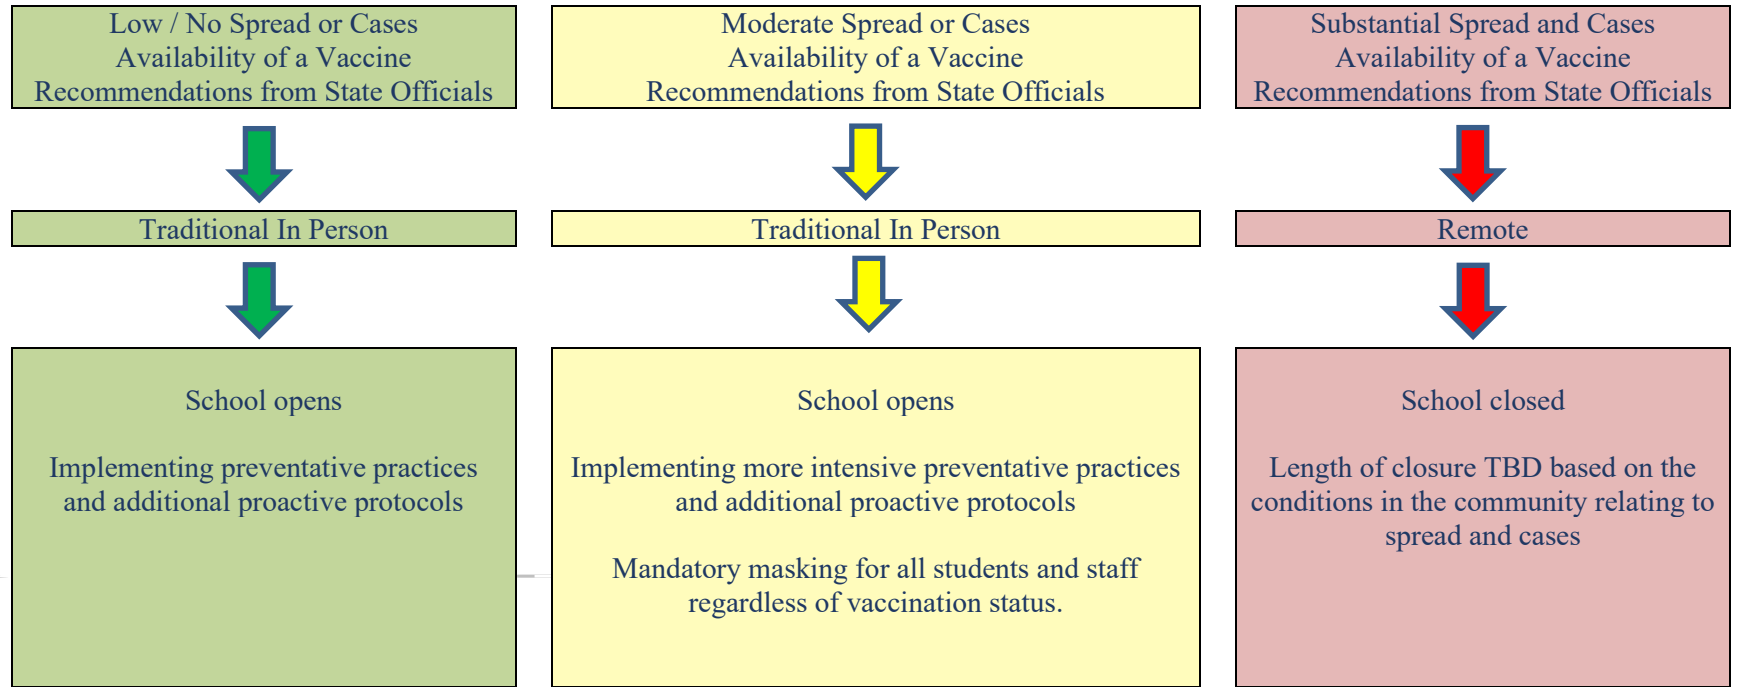 Low / No Spread or Cases
Availability of a Vaccine
Recommendations from State Officials
Traditional In Person
School opens
Implementing preventative practices
and additional proactive protocols
Moderate Spread or Cases
Availability of a Vaccine
Recommendations from State Officials
Traditional In Person
School opens
Implementing more intensive preventative practices
and additional proactive protocols
Mandatory masking for all students and staff
regardless of vaccination status.
Substantial Spread and Cases
Availability of a Vaccine
Recommendations from State Officials
Remote
School closed
Length of closure TBD based on the
conditions in the community relating to
spread and cases